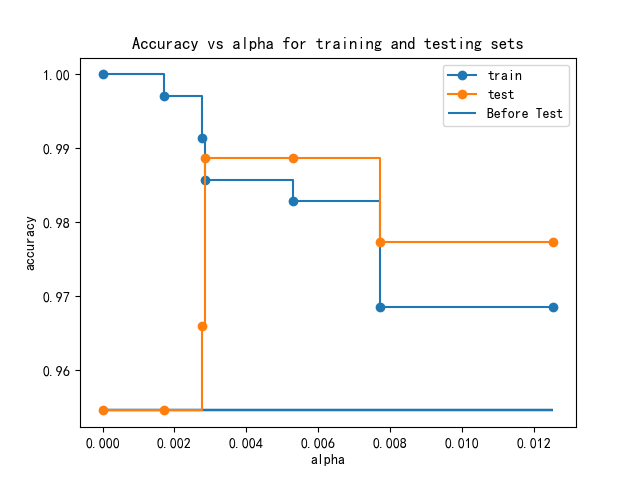 Accuracy vs alpha for training and testing sets
train
test
Before Test
1.00
0.99
0.98
0.97
0.96
accuracy
0.000 0.002 0.004 0.006 0.008 0.010 0.012
alpha